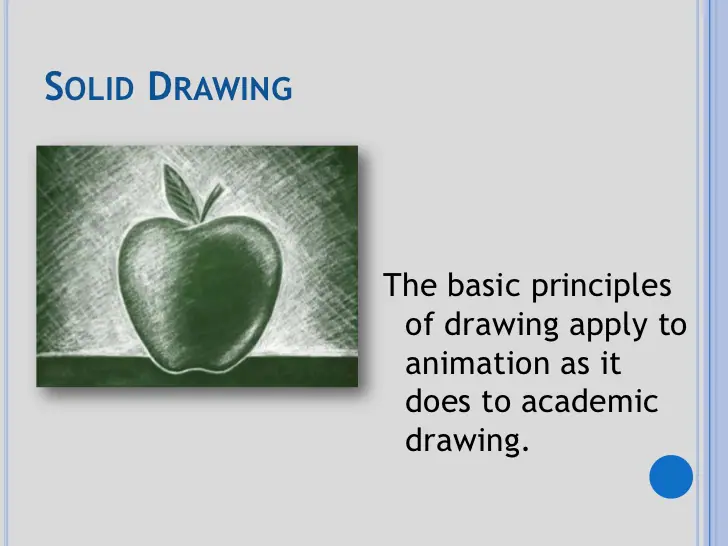 SOLID DRAWING
The basic principles
of drawing apply to
animation as it
does to academic
drawing.